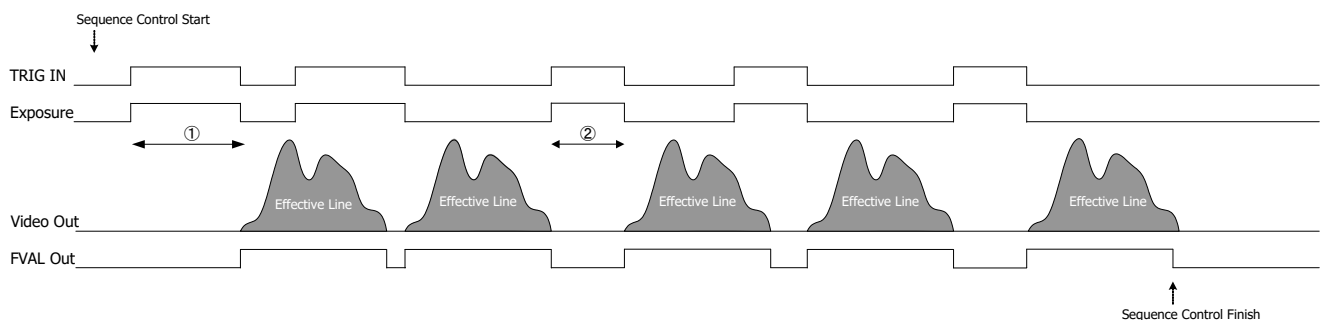 Sequence Control Start
TRIG IN
Exposure
① ②
Effective Line Effective Line Effective Line Effective Line Effective Line
Video Out
FVAL Out
Sequence Control Finish